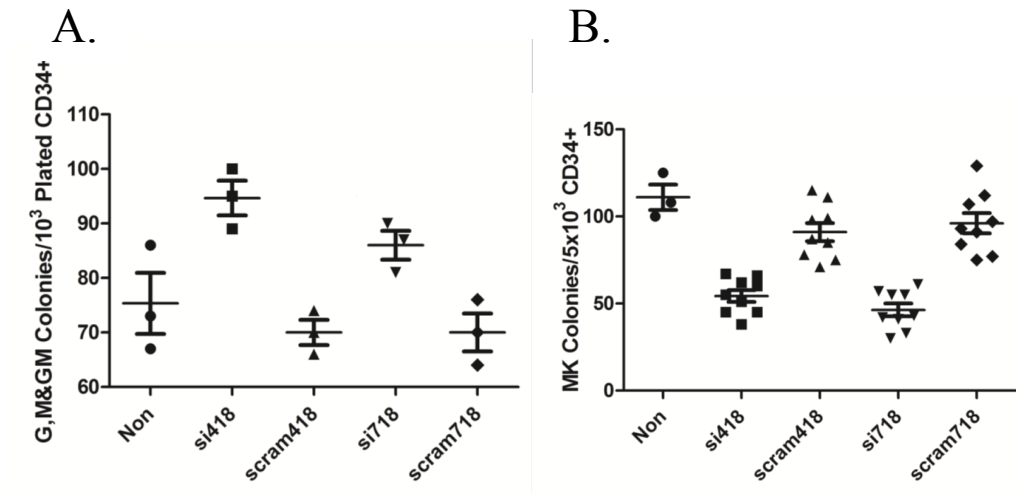 A.
G,M&GM Colonies/10³ Plated CD34+
110
100
90
80
70
60
Non
si418
scram418
si718
scram718
B.
MK Colonies/5x10³ CD34+
150
100
50
0
Non
si418
scram418
si718
scram718